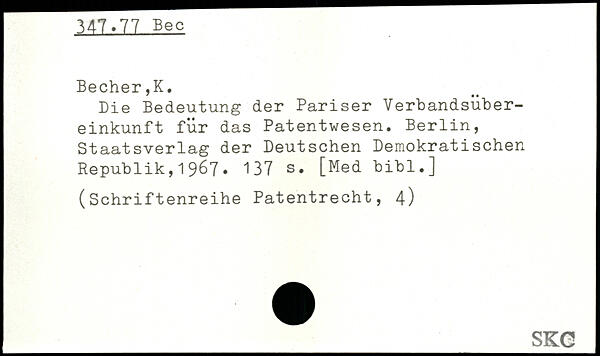 347.77 Bec
Becher,K.
Die Bedeutung der Pariser Verbandsüber-
einkunft für das Patentwesen. Berlin,
Staatsverlag der Deutschen Demokratischen
Republik,1967. 137 s. [Med bibl.]
(Schriftenreihe Patentrecht, 4)
SKC